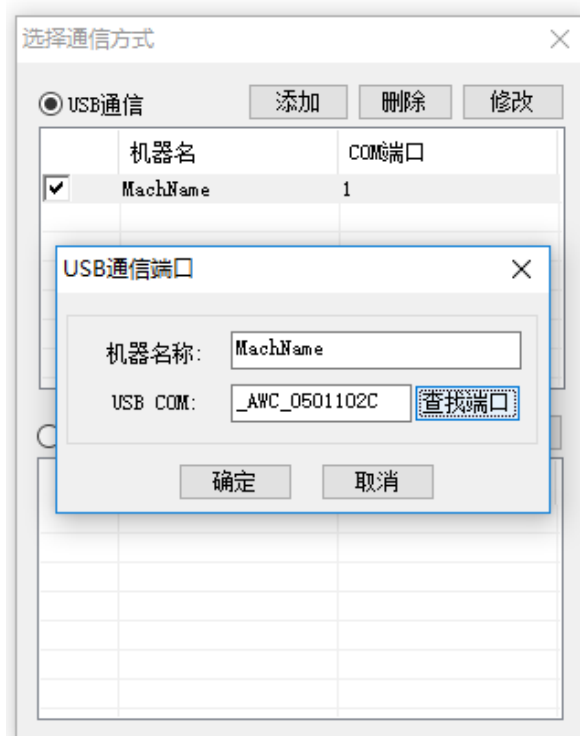 选择通信方式
USB通信 添加 删除 修改
机器名 COM端口
MachName 1
USB通信端口
机器名称: MachName
USB COM: _AWC_0501102C 查找端口
确定 取消